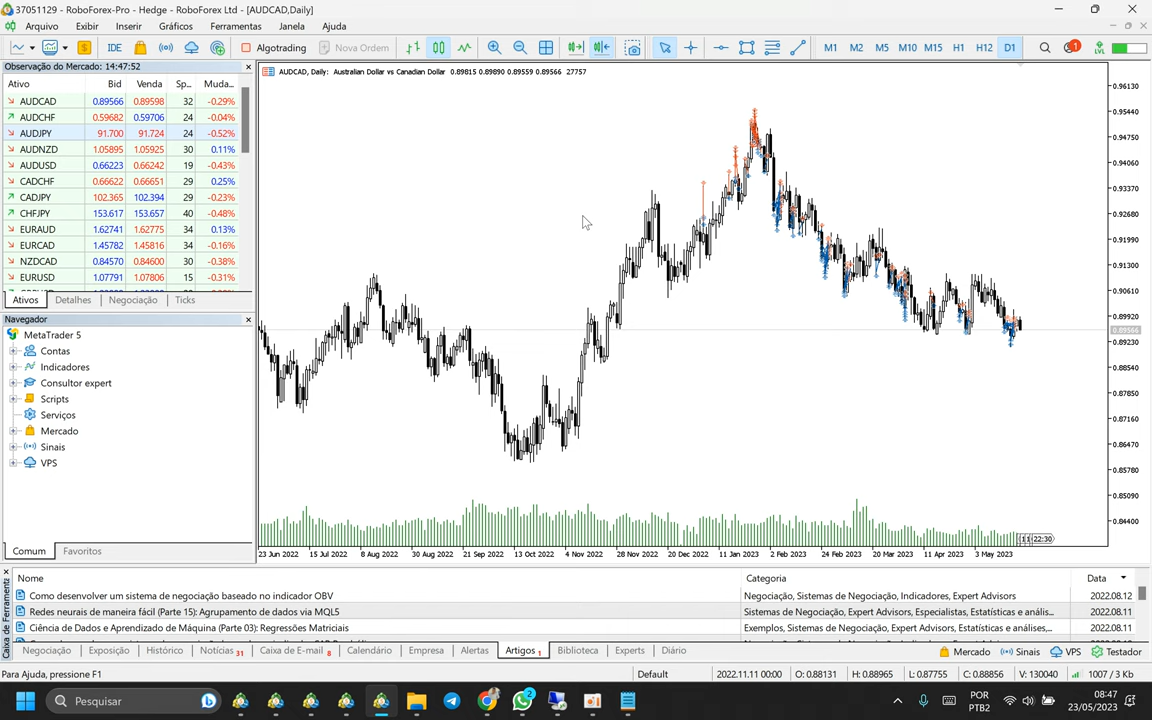 37051129 - RoboForex-Pro - Hedge - RoboForex Ltd - [AUDCAD,Daily]
Arquivo Exibir Inserir Gráficos Ferramentas Janela Ajuda
IDE Algotrading Nova Ordem M1 M2 M5 M10 M15 H1 H12 D1 1 LVL
Observação do Mercado: 14:47:52
Ativo Bid Venda Sp... Muda...
AUDCAD 0.89566 0.89598 32 -0.29%
AUDCHF 0.59682 0.59706 24 -0.04%
AUDJPY 91.700 91.724 24 -0.52%
AUDNZD 1.05895 1.05925 30 0.11%
AUDUSD 0.66223 0.66242 19 -0.43%
CADCHF 0.66622 0.66651 29 0.25%
CADJPY 102.365 102.394 29 -0.23%
CHFJPY 153.617 153.657 40 -0.48%
EURAUD 1.62741 1.62775 34 0.13%
EURCAD 1.45782 1.45816 34 -0.16%
NZDCAD 0.84570 0.84600 30 -0.38%
EURUSD 1.07791 1.07806 15 -0.31%
Ativos Detalhes Negociação Ticks
Navegador
MetaTrader 5
Contas
Indicadores
Consultor expert
Scripts
Serviços
Mercado
Sinais
VPS
Comum Favoritos
AUDCAD, Daily: Australian Dollar vs Canadian Dollar 0.89815 0.89890 0.89559 0.89566 27757
0.96130
0.95440
0.94750
0.94060
0.93370
0.92680
0.91990
0.91300
0.90610
0.89920
0.89566
0.89230
0.88540
0.87850
0.87160
0.86470
0.85780
0.85090
0.84400
22:30
23 Jun 2022 15 Jul 2022 8 Aug 2022 30 Aug 2022 21 Sep 2022 13 Oct 2022 4 Nov 2022 28 Nov 2022 20 Dec 2022 11 Jan 2023 2 Feb 2023 24 Feb 2023 20 Mar 2023 11 Apr 2023 3 May 2023
Caixa de Ferramenta
Nome Categoria Data
Como desenvolver um sistema de negociação baseado no indicador OBV Negociação, Sistemas de Negociação, Indicadores, Expert Advisors 2022.08.12
Redes neurais de maneira fácil (Parte 15): Agrupamento de dados via MQL5 Sistemas de Negociação, Expert Advisors, Especialistas, Estatísticas e anális... 2022.08.11
Ciência de Dados e Aprendizado de Máquina (Parte 03): Regressões Matriciais Exemplos, Sistemas de Negociação, Expert Advisors, Estatísticas e análises,... 2022.08.11
Negociação Exposição Histórico Notícias 31 Caixa de E-mail 8 Calendário Empresa Alertas Artigos 1 Biblioteca Experts Diário Mercado Sinais VPS Testador
Para Ajuda, pressione F1 Default 2022.11.11 00:00 O: 0.88131 H: 0.88965 L: 0.87755 C: 0.88856 V: 130040 1007 / 3 Kb
Pesquisar 2 POR PTB2 08:47 23/05/2023